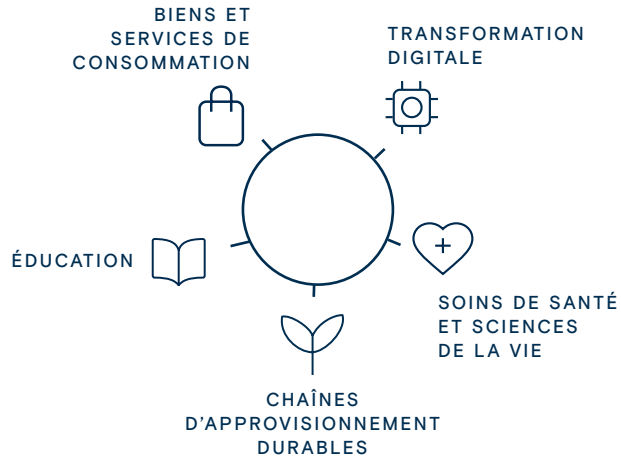 BIENS ET
SERVICES DE
CONSOMMATION
TRANSFORMATION
DIGITALE
ÉDUCATION
SOINS DE SANTÉ
ET SCIENCES
DE LA VIE
CHAÎNES
D’APPROVISIONNEMENT
DURABLES